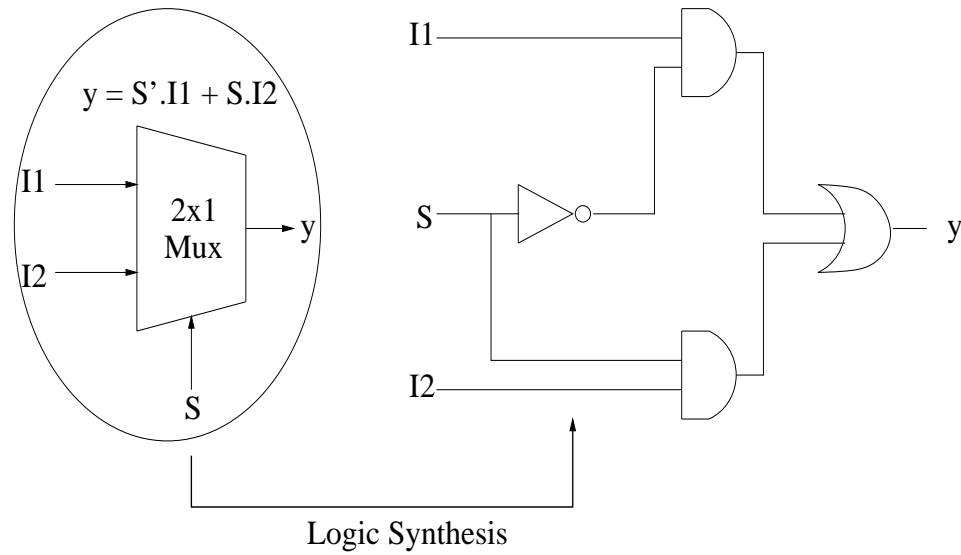 y = S’.I1 + S.I2
I1
I2
2x1
Mux
y
S
I1
S
I2
y
Logic Synthesis